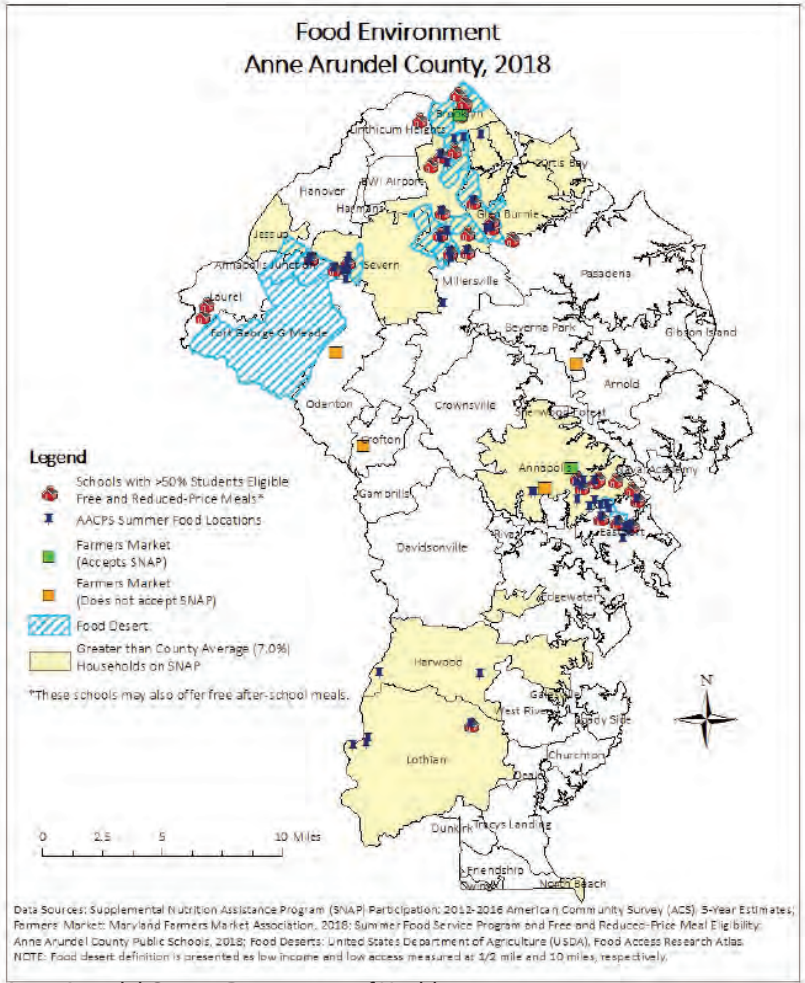 Food Environment
Anne Arundel County, 2018
Brooklyn
Linthicum Heights
Curtis Bay
BWI Airport
Hanover
Harmans
Glen Burnie
Jessup
Annapolis Junction
Severn
Millersville
Pasadena
Laurel
Fort George G Meade
Severna Park
Gibson Island
Arnold
Odenton
Crownsville
Sherwood Forest
Crofton
Annapolis
Naval Academy
Gambrills
Davidsonville
Riva
Eastport
Edgewater
Harwood
Galesville
West River
Shady Side
Churchton
Lothian
Deale
Dunkirk
Tracys Landing
Friendship
Owings
North Beach
N
Legend
Schools with >50% Students Eligible
Free and Reduced-Price Meals*
AACPS Summer Food Locations
Farmers Market
(Accepts SNAP)
Farmers Market
(Does not accept SNAP)
Food Desert
Greater than County Average (7.0%)
Households on SNAP
*These schools may also offer free after-school meals.
0 2.5 5 10 Miles
Data Sources: Supplemental Nutrition Assistance Program (SNAP) Participation: 2012-2016 American Community Survey (ACS), 5-Year Estimates;
Farmers' Market: Maryland Farmers Market Association, 2018; Summer Food Service Program and Free and Reduced-Price Meal Eligibility:
Anne Arundel County Public Schools, 2018; Food Deserts: United States Department of Agriculture (USDA), Food Access Research Atlas.
NOTE: Food desert definition is presented as low income and low access measured at 1/2 mile and 10 miles, respectively.